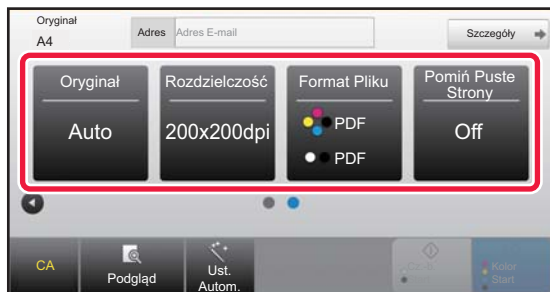 Oryginał
A4
Adres
Adres E-mail
Szczegóły
Oryginał
Auto
Rozdzielczość
200x200dpi
Format Pliku
PDF
PDF
Pomiń Puste
Strony
Off
CA
Podgląd
Ust.
Autom.
Kolor
Start